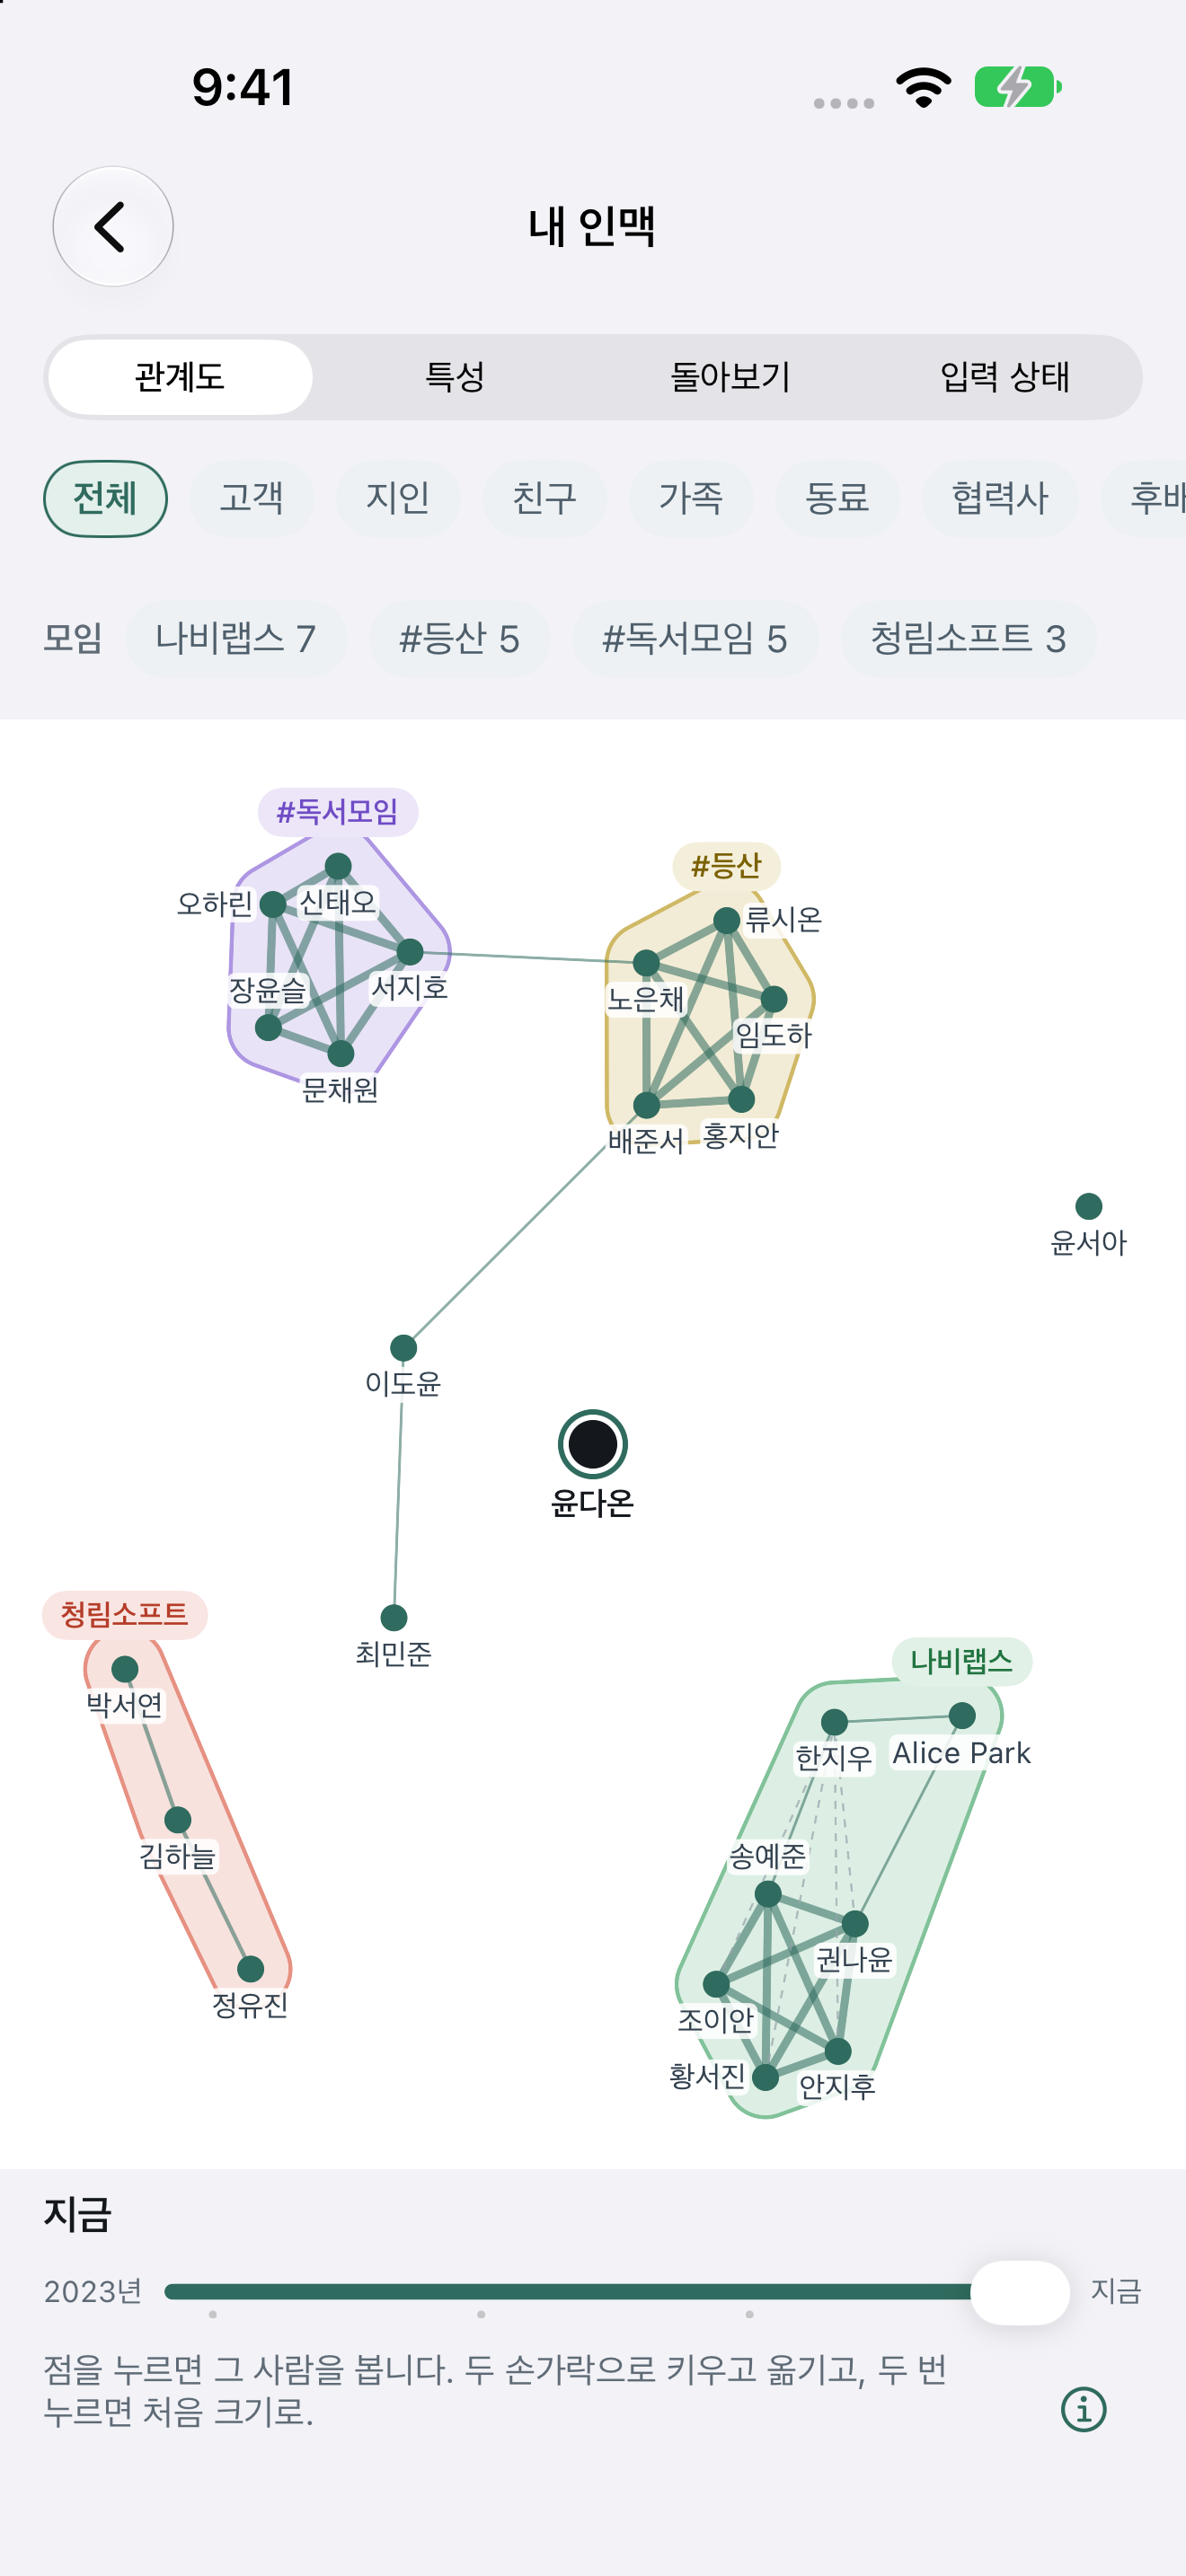 9:41
내 인맥
관계도 특성 돌아보기 입력 상태
전체 고객 지인 친구 가족 동료 협력사 후배
모임 나비랩스 7 #등산 5 #독서모임 5 청림소프트 3
#독서모임
#등산
오하린 신태오
류시온
장윤슬 서지호
노은채
임도하
문채원
배준서 홍지안
윤서아
이도윤
윤다온
청림소프트
최민준
나비랩스
박서연
한지우 Alice Park
김하늘
송예준
권나윤
정유진
조이안
황서진 안지후
지금
2023년 지금
점을 누르면 그 사람을 봅니다. 두 손가락으로 키우고 옮기고, 두 번
누르면 처음 크기로.